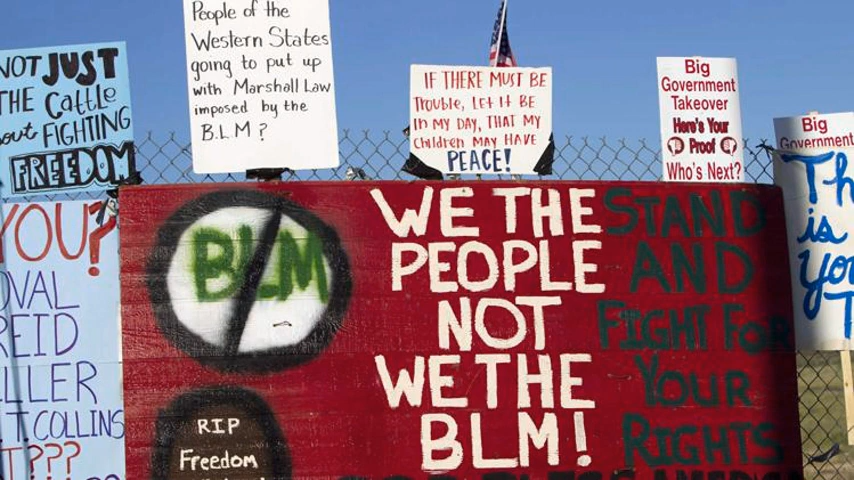 NOT JUST
THE Cattle
out FIGHTING
FREEDOM
YOU?
OVAL
REID
LLER
T COLLINS
T???
People of the
Western States
going to put up
with Marshall Law
imposed by the
B.L.M?
IF THERE MUST BE
Trouble, LET it BE
in MY DAY, THAT MY
CHildren MAY HAVE
PEACE!
Big
Government
Takeover
Here's Your
Proof
Who's Next?
Big
Government
Th
is
Yo
T
BLM
RIP
Freedom
WE THE
PEOPLE
NOT
WE THE
BLM!
STAND
AND
FIGHT FOR
YOUR
RIGHTS